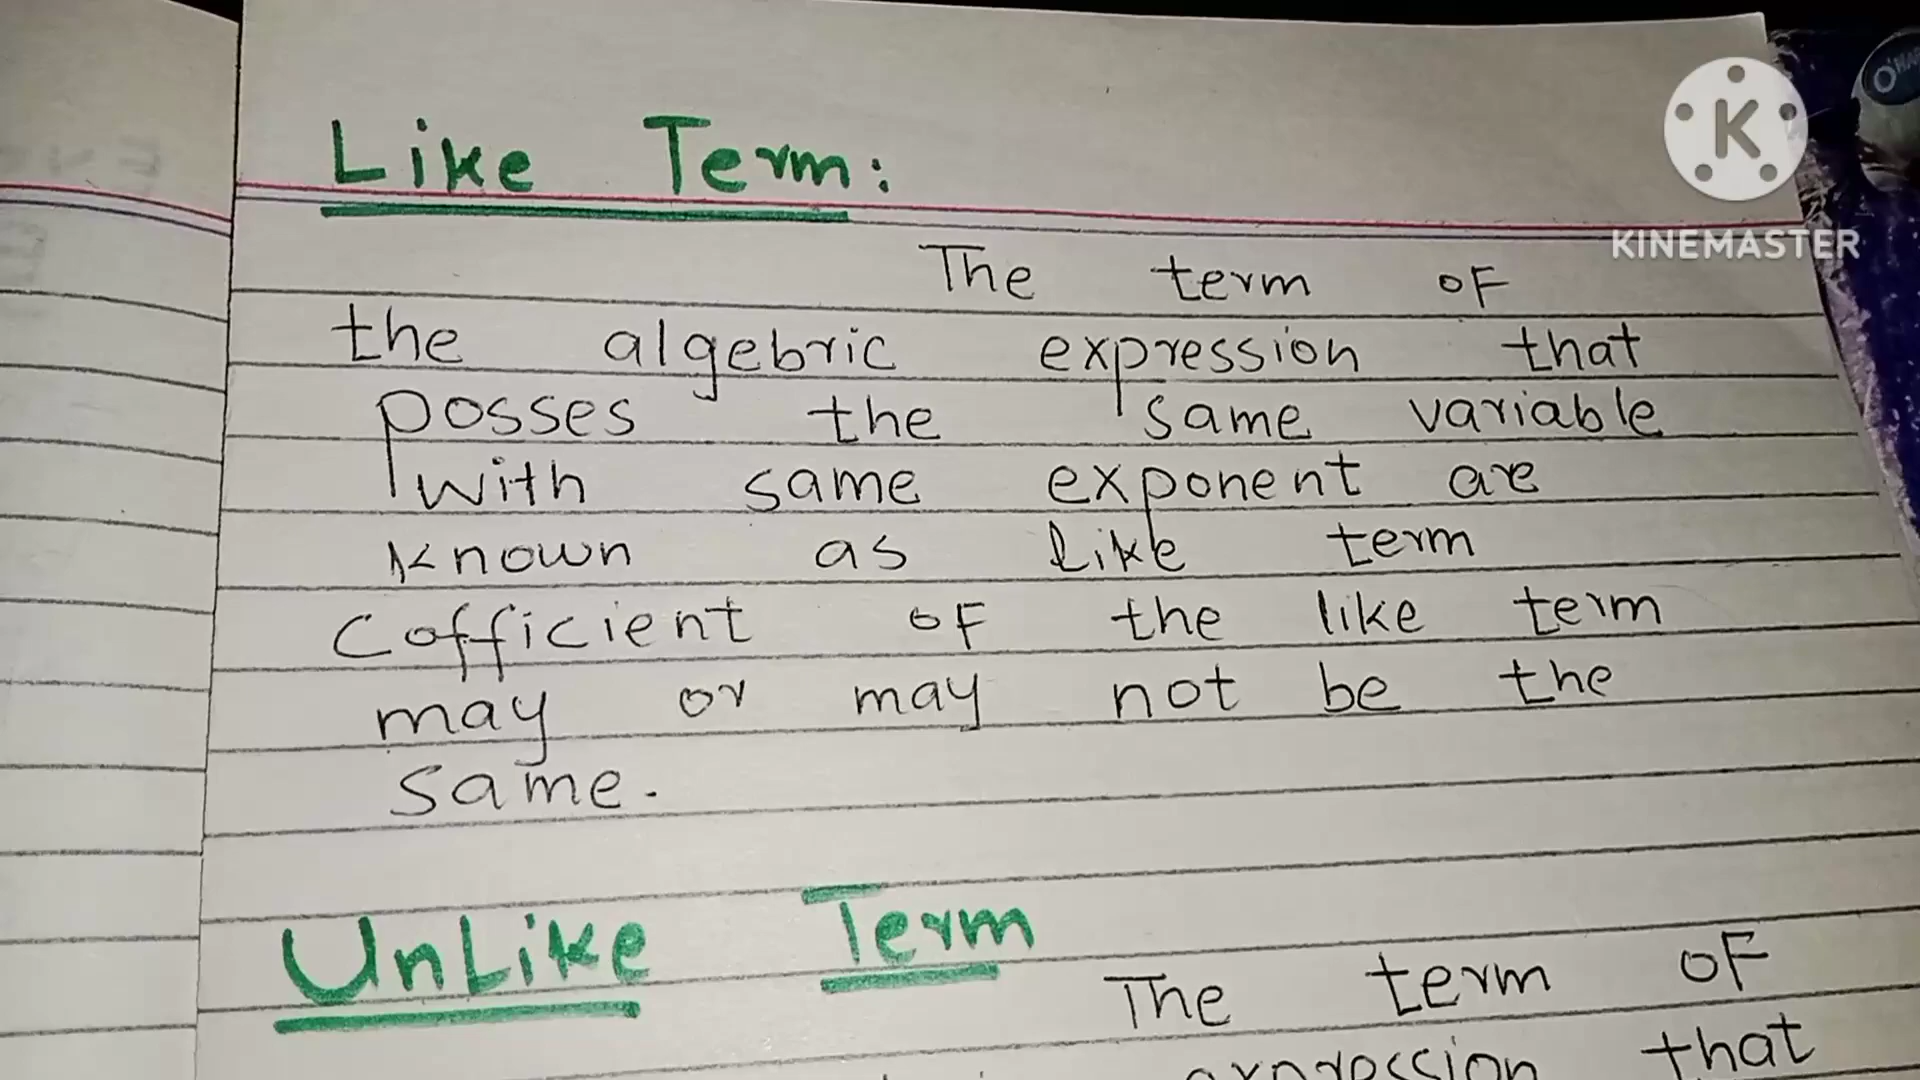 Like Term:
The term of
the algebric expression that
posses the same variable
with same exponent are
known as like term
Cofficient of the like term
may or may not be the
same.
UnLike Term
The term of
expression that
K
KINEMASTER